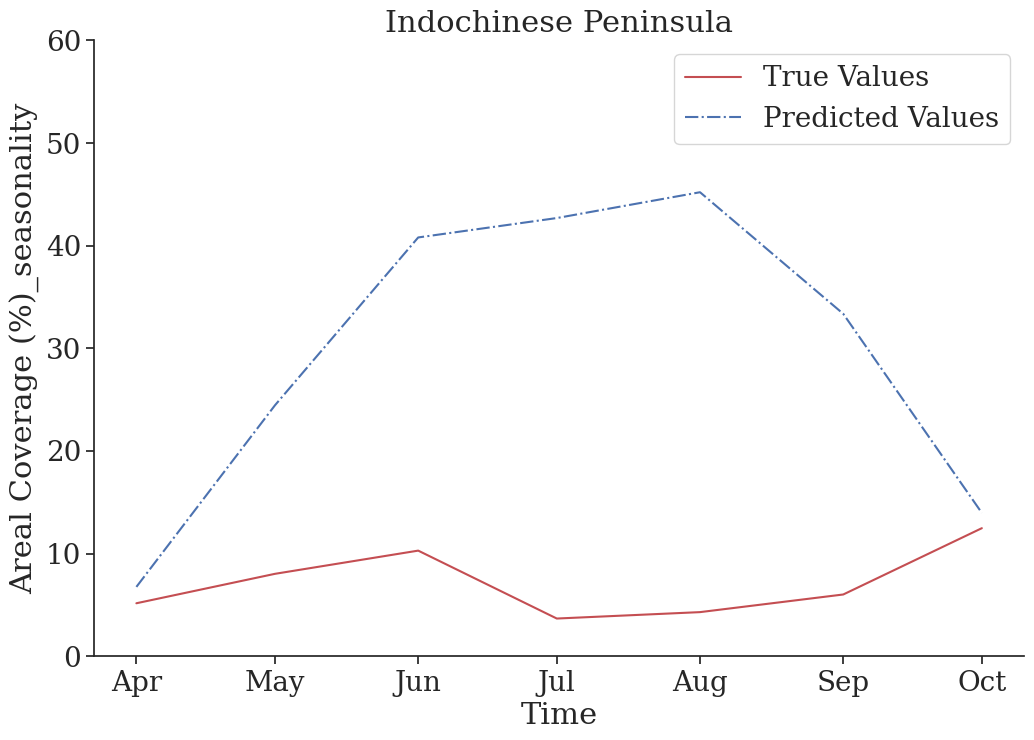 Indochinese Peninsula
True Values
Predicted Values
Areal Coverage (%)_seasonality
60
50
40
30
20
10
0
Apr May Jun Jul Aug Sep Oct
Time